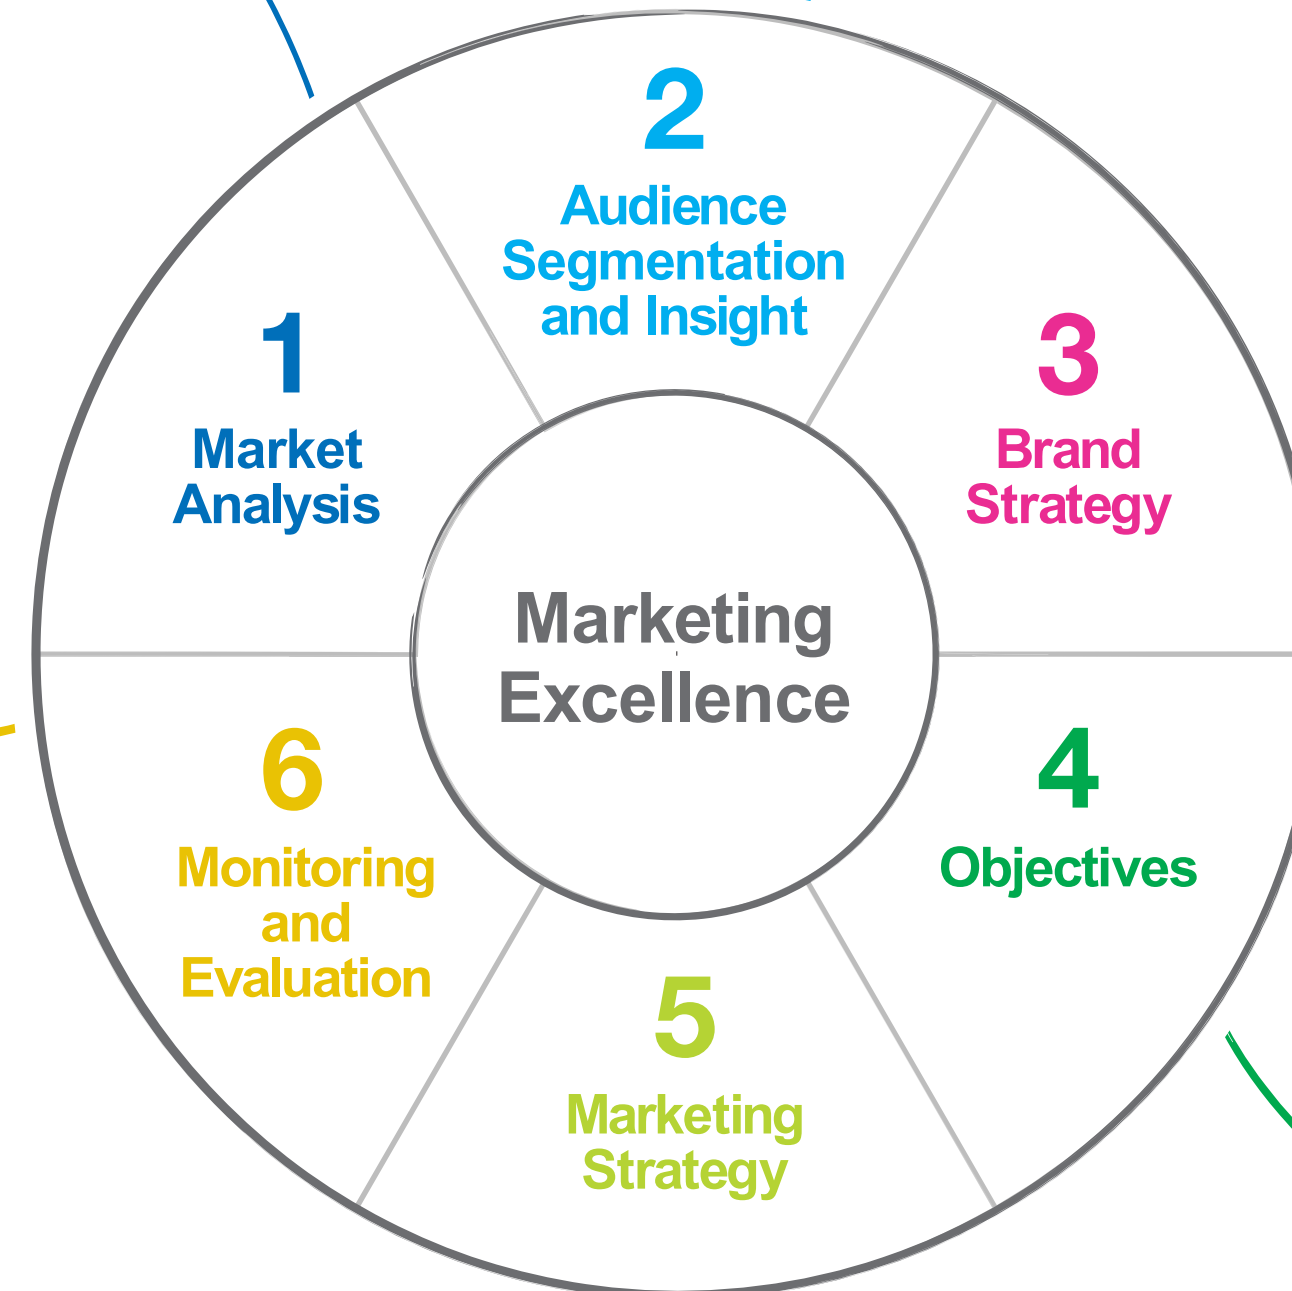 1
Market
Analysis
2
Audience
Segmentation
and Insight
3
Brand
Strategy
4
Objectives
5
Marketing
Strategy
6
Monitoring
and
Evaluation
Marketing
Excellence